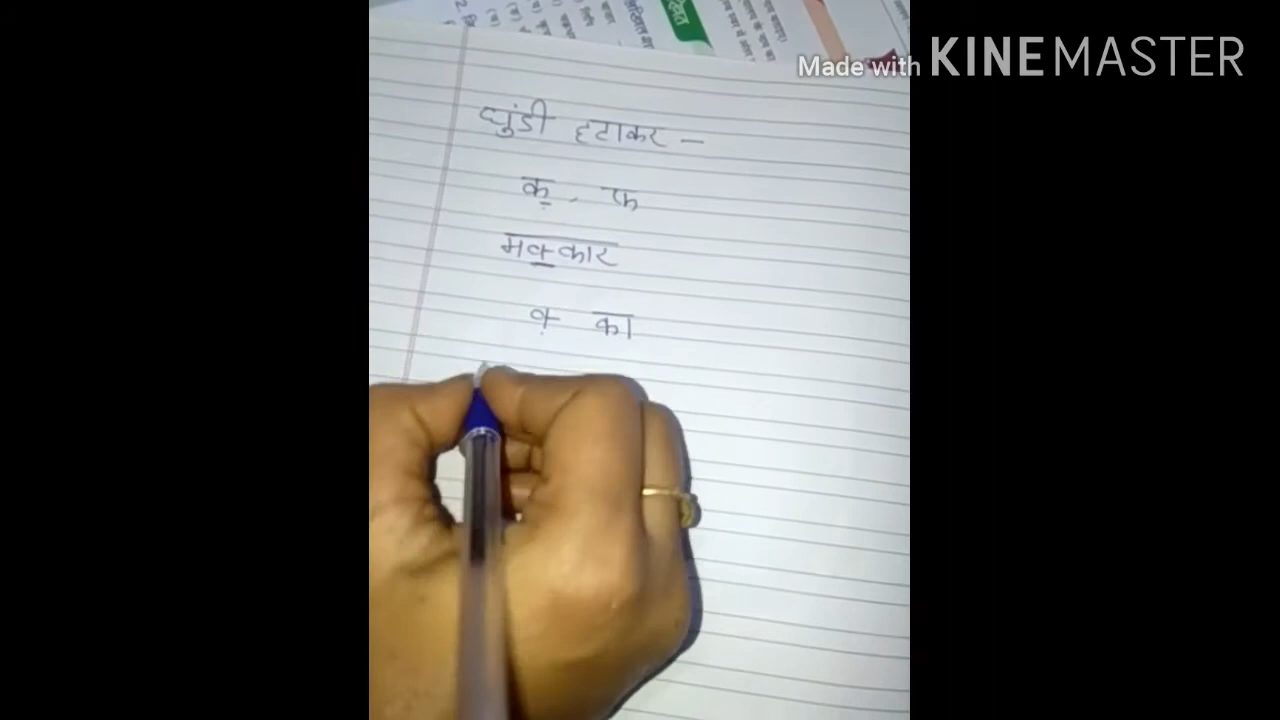 Made with KINEMASTER
घुंडी हटाकर –
क , फ
मक्कार
क् का